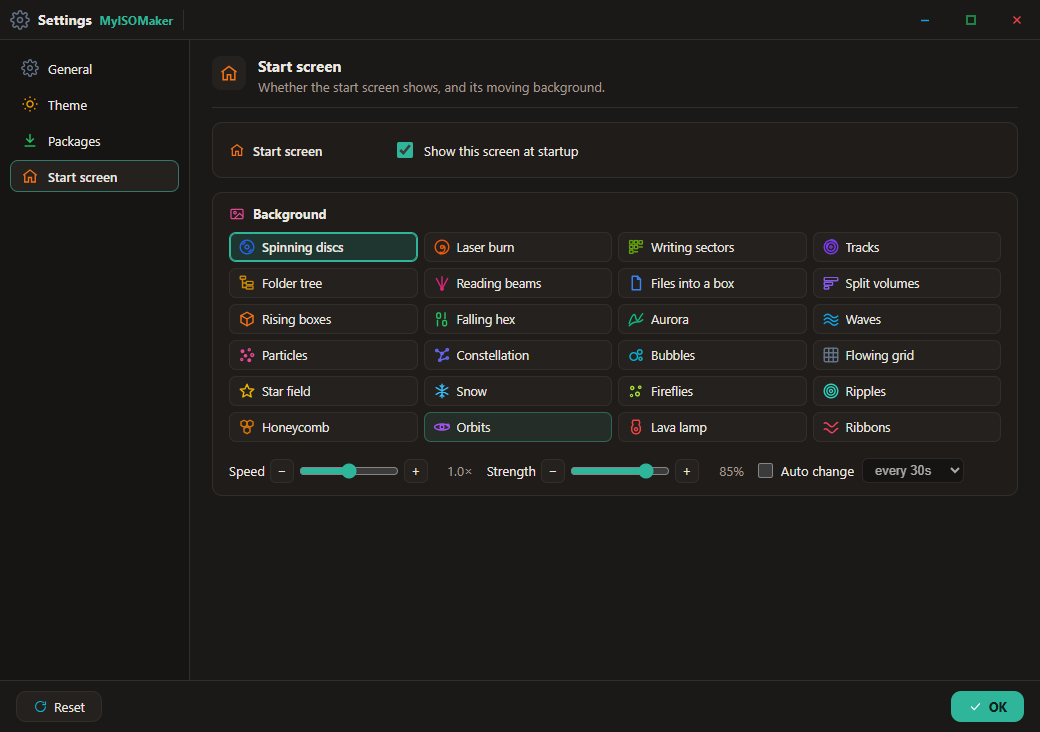 Settings MyISOMaker
General
Theme
Packages
Start screen
Start screen
Whether the start screen shows, and its moving background.
Start screen Show this screen at startup
Background
Spinning discs Laser burn Writing sectors Tracks
Folder tree Reading beams Files into a box Split volumes
Rising boxes Falling hex Aurora Waves
Particles Constellation Bubbles Flowing grid
Star field Snow Fireflies Ripples
Honeycomb Orbits Lava lamp Ribbons
Speed − + 1.0× Strength − + 85% Auto change every 30s
Reset OK